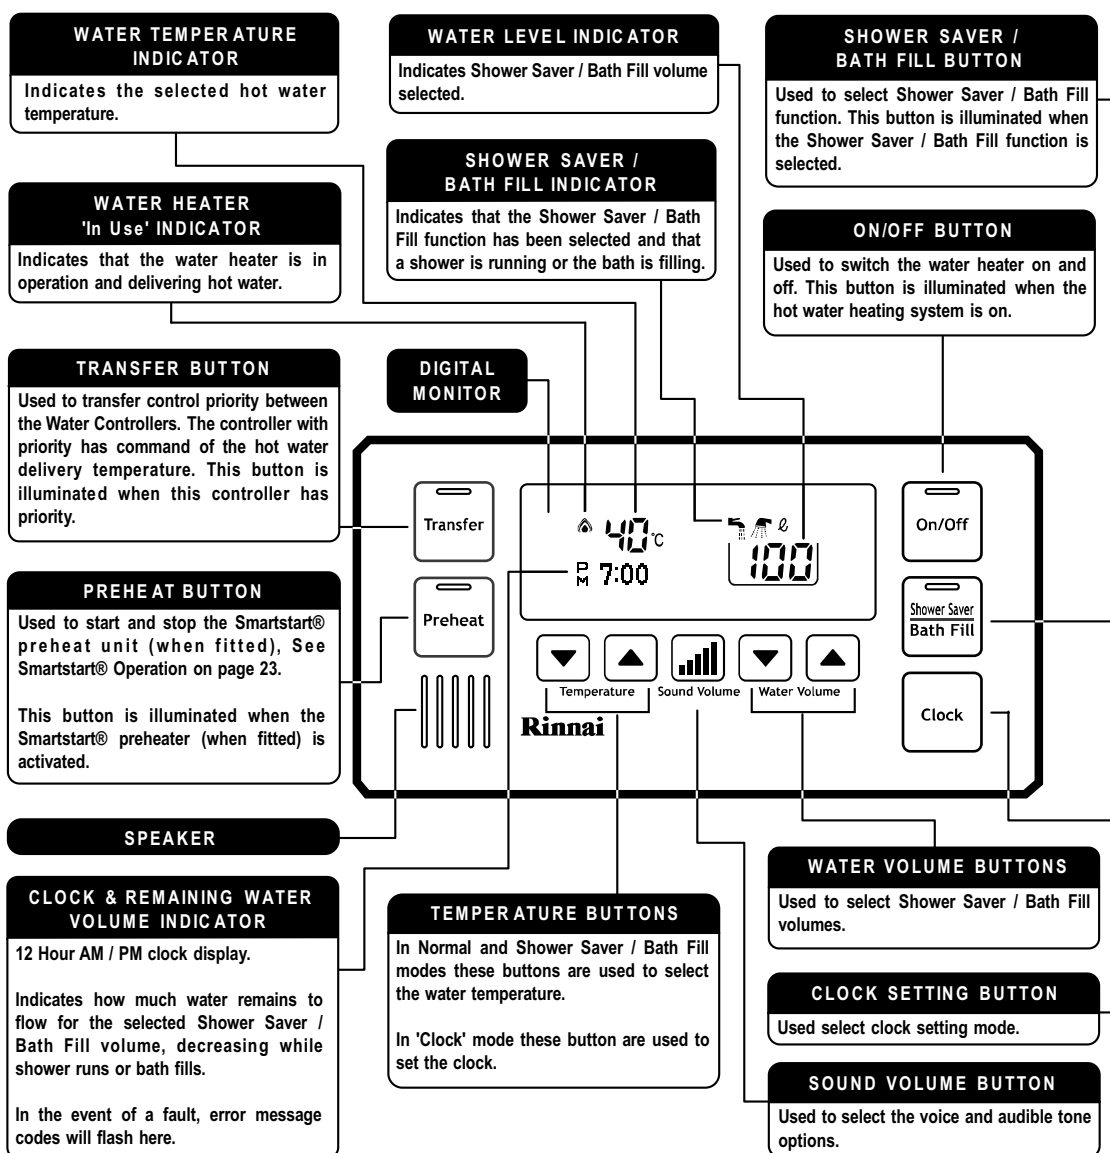 WATER TEMPERATURE
INDICATOR
Indicates the selected hot water
temperature.
WATER LEVEL INDICATOR
Indicates Shower Saver / Bath Fill volume
selected.
SHOWER SAVER /
BATH FILL BUTTON
Used to select Shower Saver / Bath Fill
function. This button is illuminated when
the Shower Saver / Bath Fill function is
selected.
SHOWER SAVER /
BATH FILL INDICATOR
Indicates that the Shower Saver / Bath
Fill function has been selected and that
a shower is running or the bath is filling.
WATER HEATER
'In Use' INDICATOR
Indicates that the water heater is in
operation and delivering hot water.
ON/OFF BUTTON
Used to switch the water heater on and
off. This button is illuminated when the
hot water heating system is on.
TRANSFER BUTTON
Used to transfer control priority between
the Water Controllers. The controller with
priority has command of the hot water
delivery temperature. This button is
illuminated when this controller has
priority.
DIGITAL
MONITOR
PREHEAT BUTTON
Used to start and stop the Smartstart®
preheat unit (when fitted), See
Smartstart® Operation on page 23.
This button is illuminated when the
Smartstart® preheater (when fitted) is
activated.
Transfer
Preheat
40°C
PM 7:00
ℓ
100
On/Off
Shower Saver
Bath Fill
Clock
Temperature
Sound Volume
Water Volume
Rinnai
SPEAKER
CLOCK & REMAINING WATER
VOLUME INDICATOR
12 Hour AM / PM clock display.
Indicates how much water remains to
flow for the selected Shower Saver /
Bath Fill volume, decreasing while
shower runs or bath fills.
In the event of a fault, error message
codes will flash here.
TEMPERATURE BUTTONS
In Normal and Shower Saver / Bath Fill
modes these buttons are used to select
the water temperature.
In 'Clock' mode these button are used to
set the clock.
WATER VOLUME BUTTONS
Used to select Shower Saver / Bath Fill
volumes.
CLOCK SETTING BUTTON
Used select clock setting mode.
SOUND VOLUME BUTTON
Used to select the voice and audible tone
options.